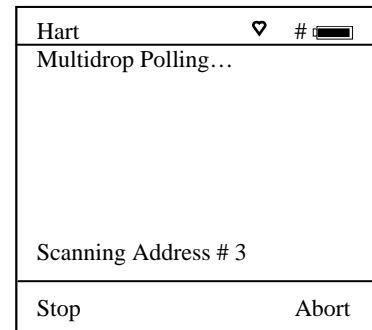 Hart #
Multidrop Polling…
Scanning Address # 3
Stop Abort